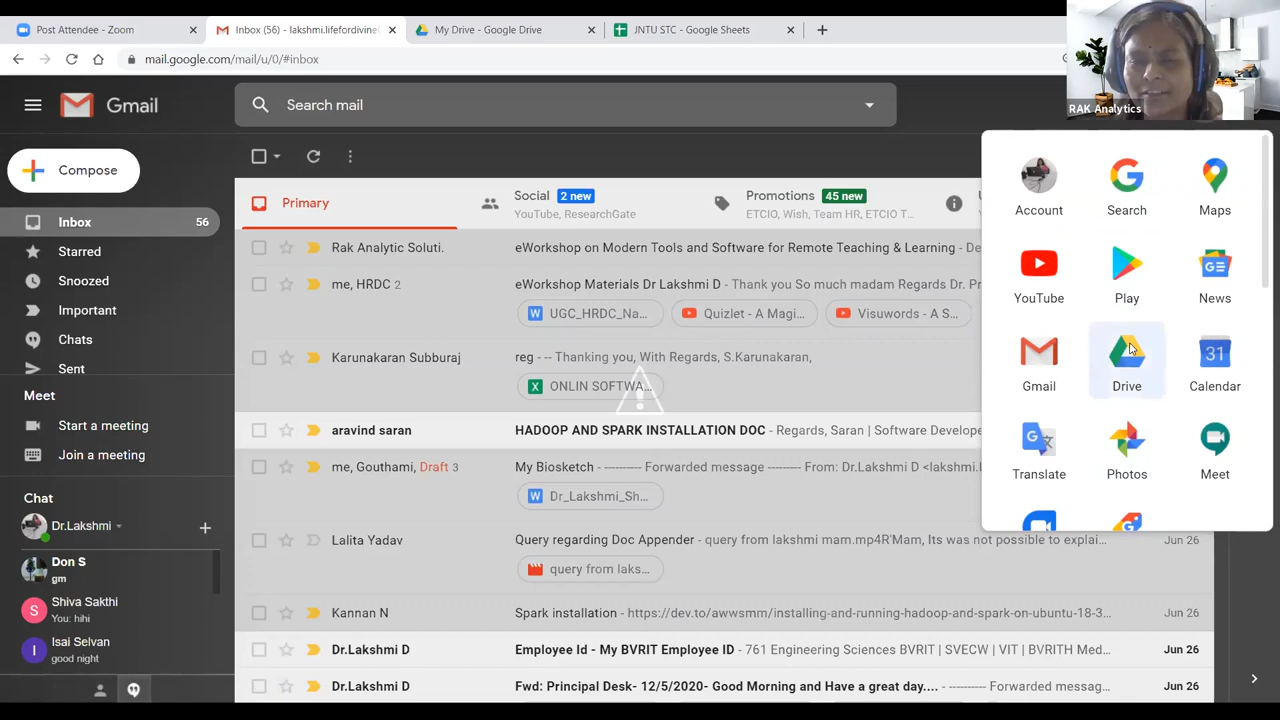 Post Attendee - Zoom
Inbox (56) - lakshmi.lifefordivine
My Drive - Google Drive
JNTU STC - Google Sheets
mail.google.com/mail/u/0/#inbox
RAK Analytics
Gmail
Search mail
Compose
Inbox 56
Starred
Snoozed
Important
Chats
Sent
Meet
Start a meeting
Join a meeting
Chat
Dr.Lakshmi
Don S
gm
Shiva Sakthi
You: hihi
Isai Selvan
good night
Primary
Social 2 new
YouTube, ResearchGate
Promotions 45 new
ETCIO, Wish, Team HR, ETCIO T...
Rak Analytic Soluti. eWorkshop on Modern Tools and Software for Remote Teaching & Learning - De
me, HRDC 2 eWorkshop Materials Dr Lakshmi D - Thank you So much madam Regards Dr. Pr
UGC_HRDC_Na... Quizlet - A Magi... Visuwords - A S...
Karunakaran Subburaj reg - -- Thanking you, With Regards, S.Karunakaran,
ONLIN SOFTWA...
aravind saran HADOOP AND SPARK INSTALLATION DOC - Regards, Saran | Software Develope
me, Gouthami, Draft 3 My Biosketch - ---------- Forwarded message --------- From: Dr.Lakshmi D <lakshmi.l
Dr_Lakshmi_Sh...
Lalita Yadav Query regarding Doc Appender - query from lakshmi mam.mp4R'Mam, Its was not possible to explai... Jun 26
query from laks...
Kannan N Spark installation - https://dev.to/awwsmm/installing-and-running-hadoop-and-spark-on-ubuntu-18-3... Jun 26
Dr.Lakshmi D Employee Id - My BVRIT Employee ID - 761 Engineering Sciences BVRIT | SVECW | VIT | BVRITH Med... Jun 26
Dr.Lakshmi D Fwd: Principal Desk- 12/5/2020- Good Morning and Have a great day.... - ---------- Forwarded messag... Jun 26
Account Search Maps
YouTube Play News
31
Gmail Drive Calendar
Translate Photos Meet